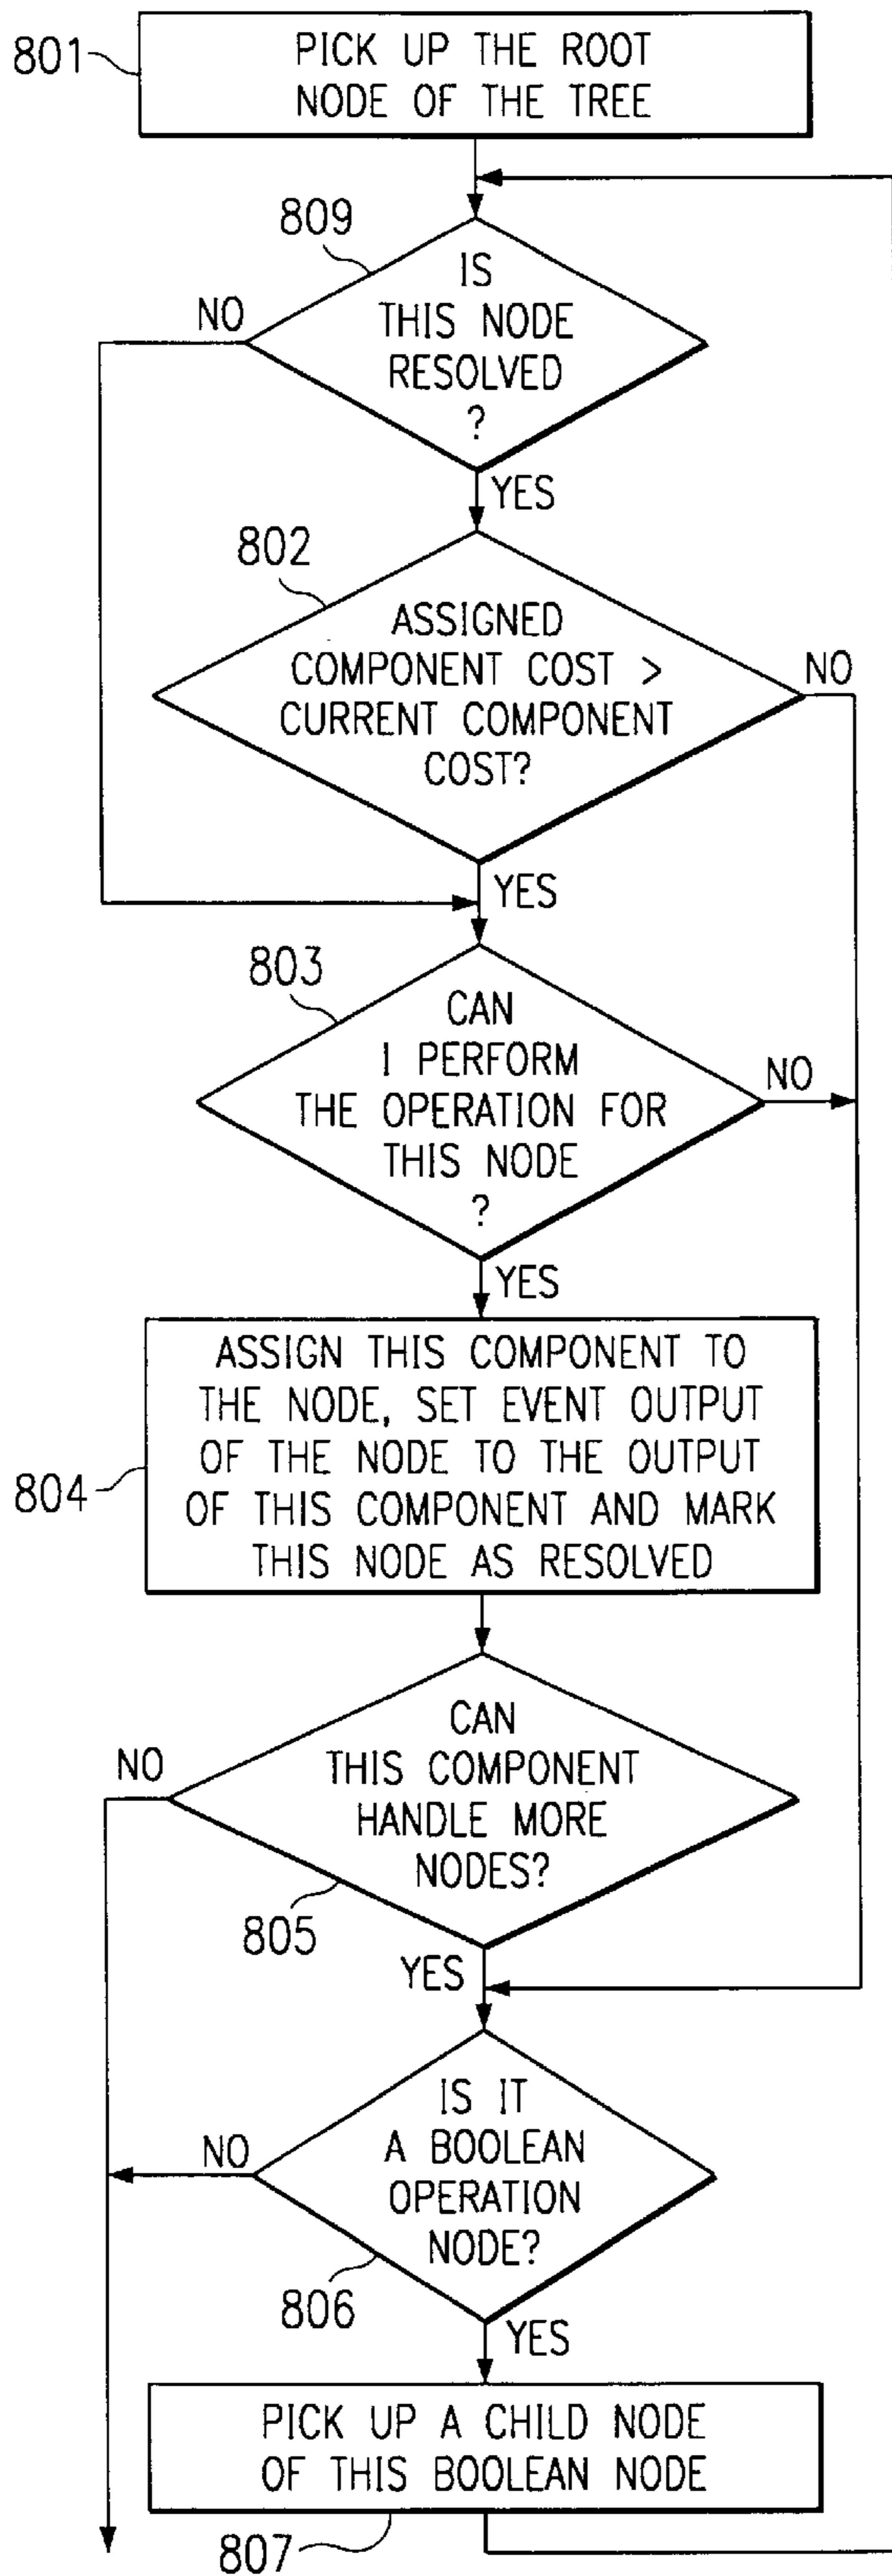 801
PICK UP THE ROOT
NODE OF THE TREE
809
IS
THIS NODE
RESOLVED
?
NO
YES
802
ASSIGNED
COMPONENT COST >
CURRENT COMPONENT
COST?
NO
YES
803
CAN
I PERFORM
THE OPERATION FOR
THIS NODE
?
NO
YES
804
ASSIGN THIS COMPONENT TO
THE NODE, SET EVENT OUTPUT
OF THE NODE TO THE OUTPUT
OF THIS COMPONENT AND MARK
THIS NODE AS RESOLVED
CAN
THIS COMPONENT
HANDLE MORE
NODES?
NO
805
YES
IS IT
A BOOLEAN
OPERATION
NODE?
NO
806
YES
PICK UP A CHILD NODE
OF THIS BOOLEAN NODE
807